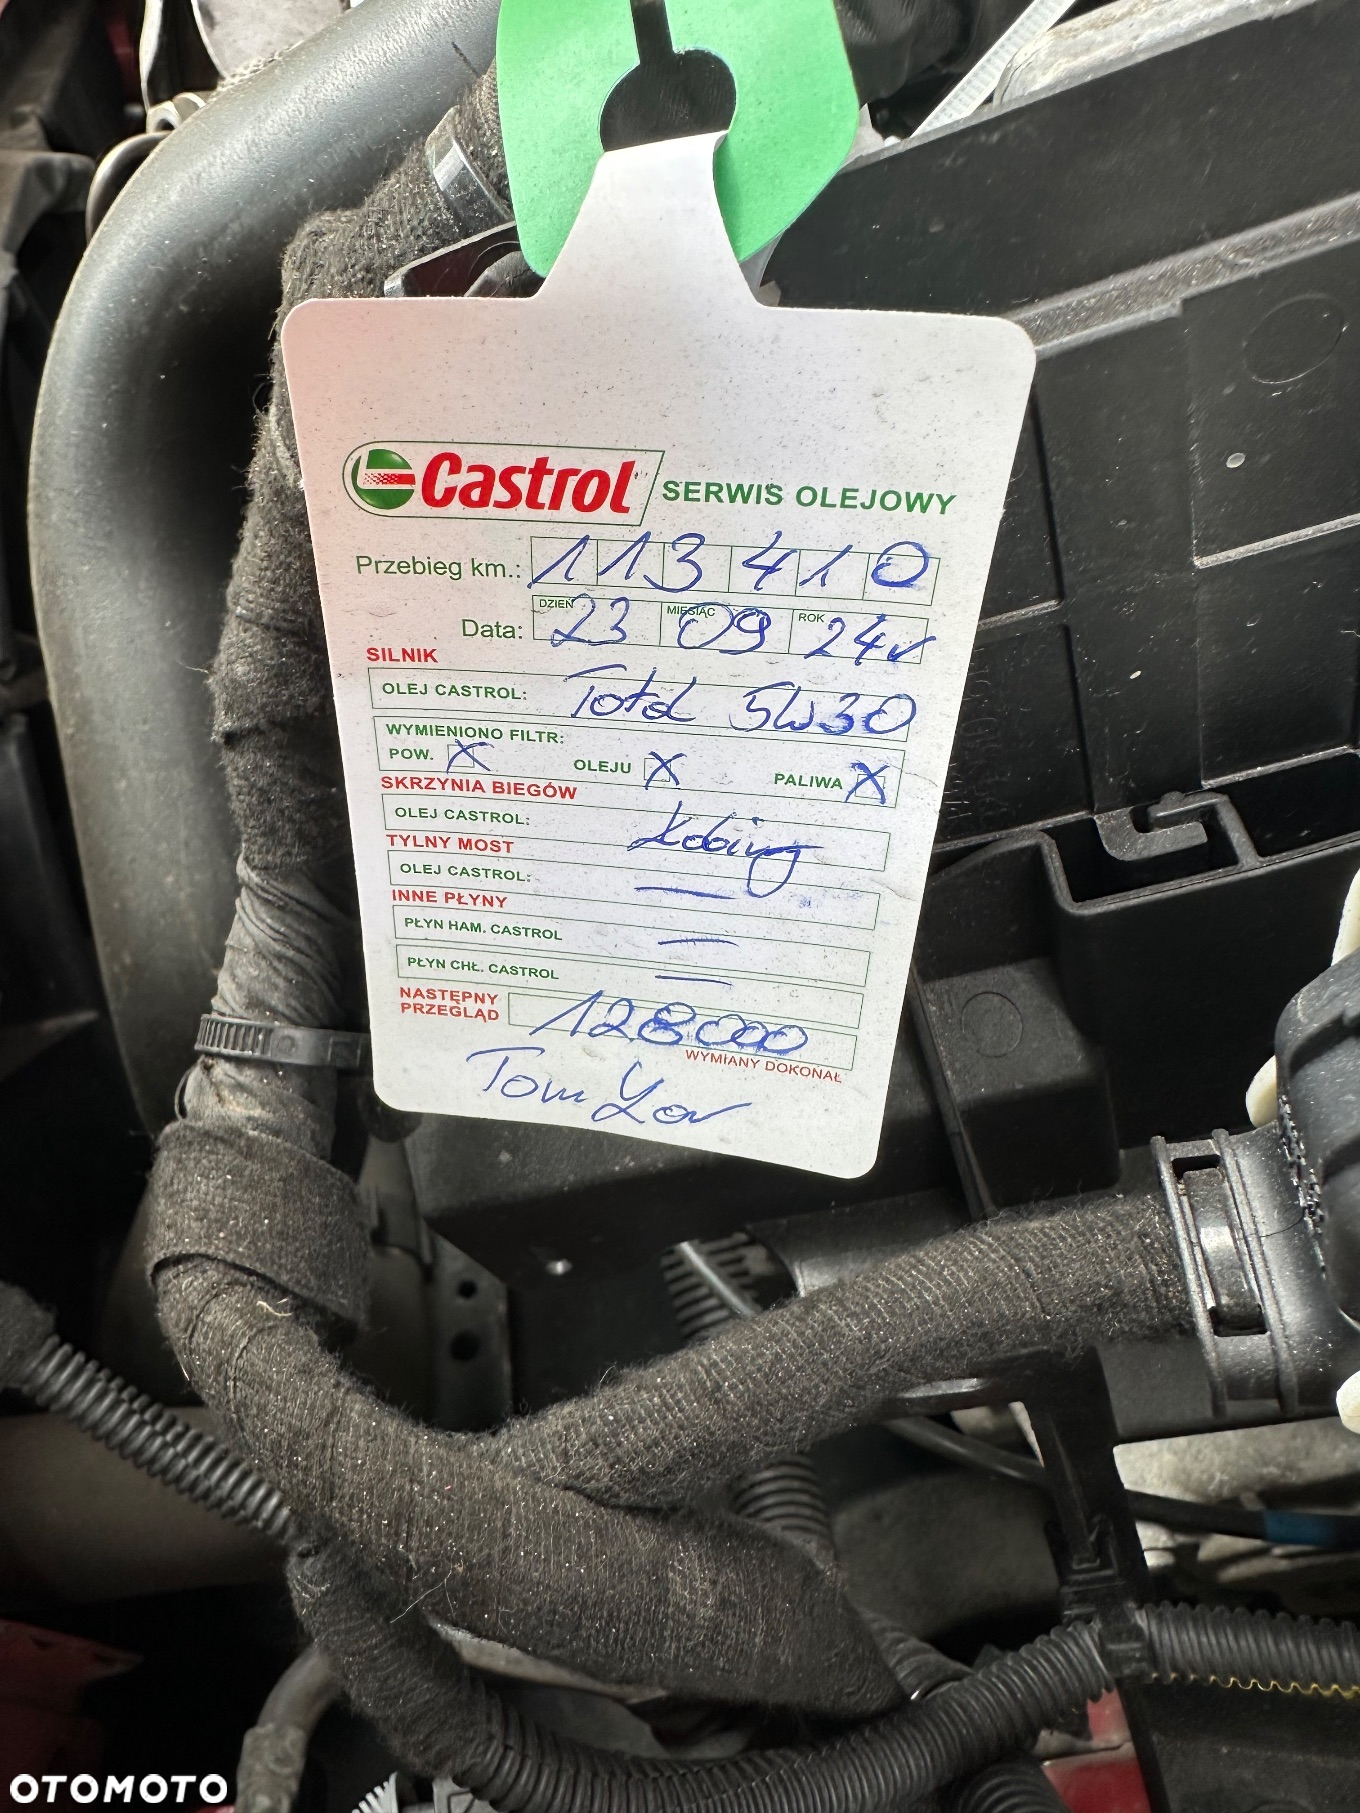 Castrol SERWIS OLEJOWY
Przebieg km.: 113410
DZIEŃ MIESIĄC ROK
Data: 23 09 24
SILNIK
OLEJ CASTROL: Total 5W30
WYMIENIONO FILTR:
POW. X OLEJU X PALIWA X
SKRZYNIA BIEGÓW
OLEJ CASTROL:
TYLNY MOST
OLEJ CASTROL: —
INNE PŁYNY
PŁYN HAM. CASTROL —
PŁYN CHŁ. CASTROL —
NASTĘPNY
PRZEGLĄD 128000
WYMIANY DOKONAŁ
Tom
OTOMOTO